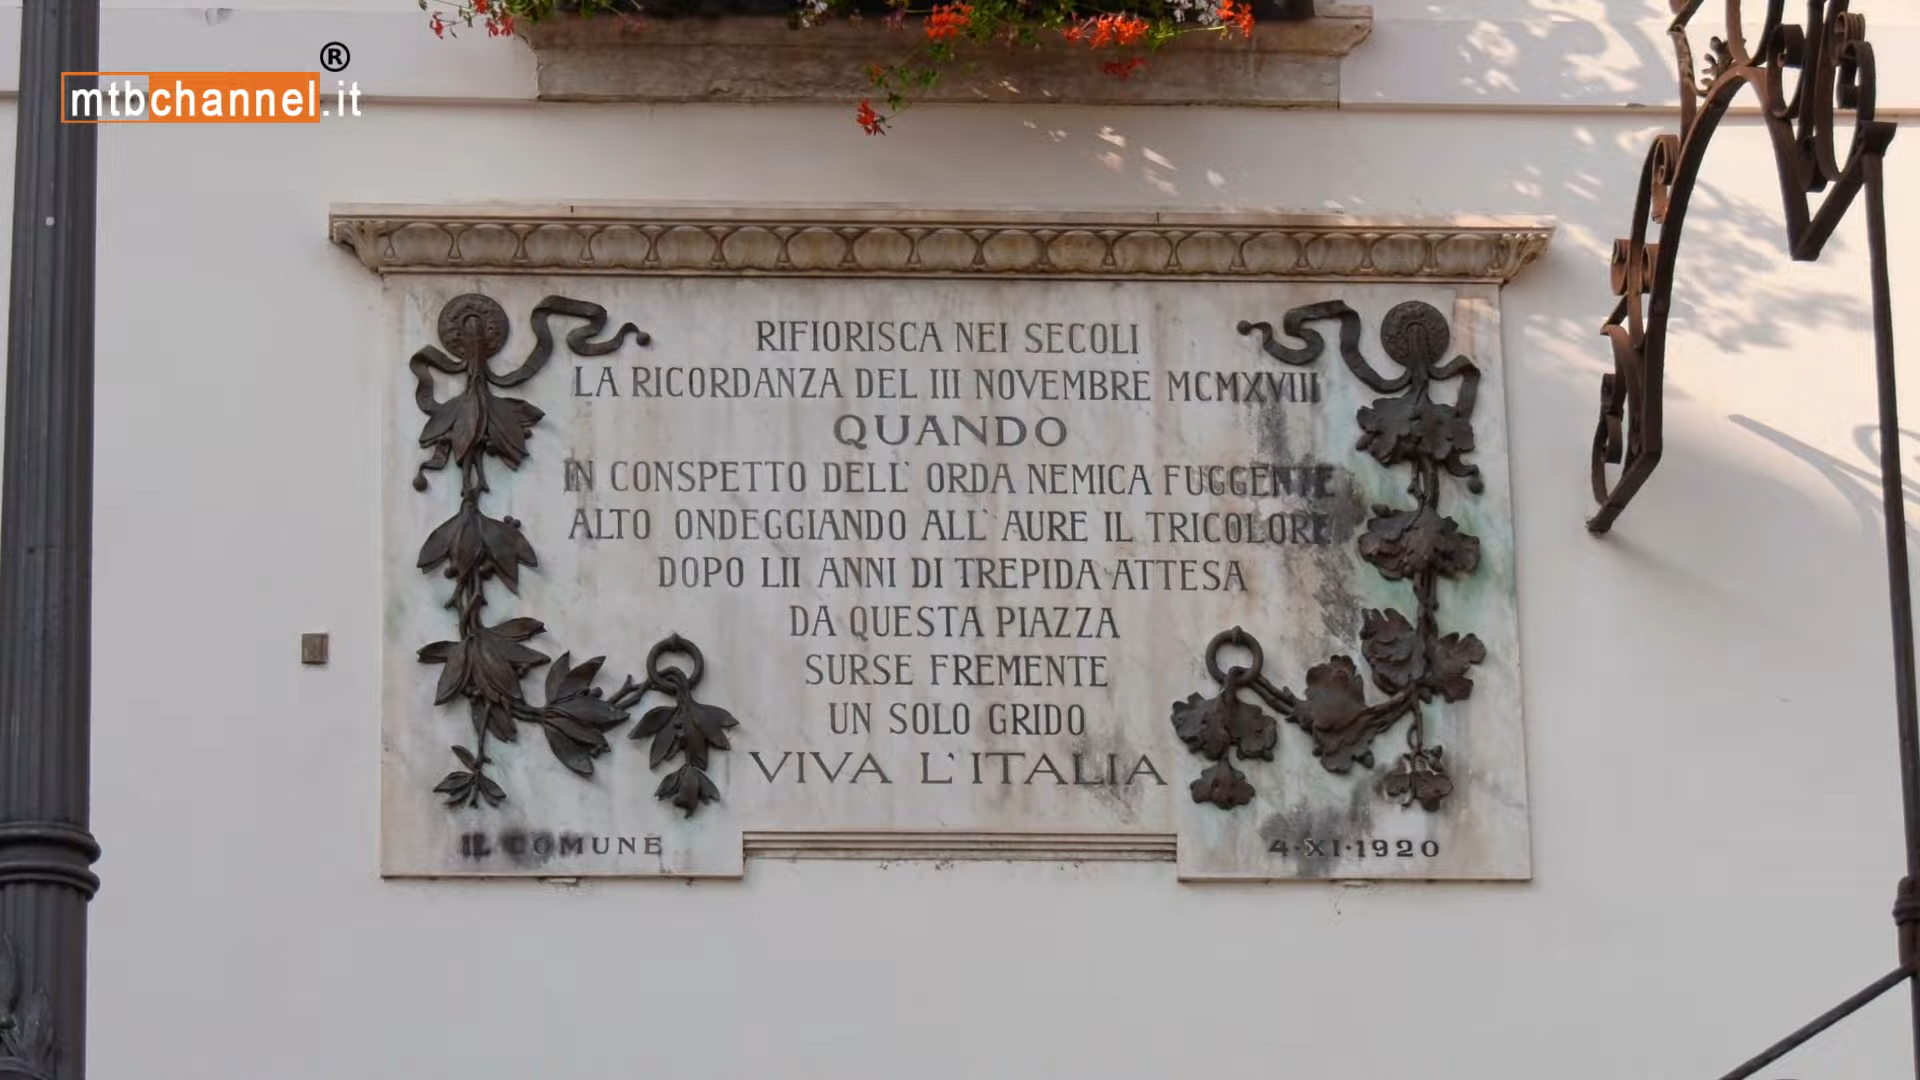 mtbchannel.it ®
RIFIORISCA NEI SECOLI
LA RICORDANZA DEL III NOVEMBRE MCMXVIII
QUANDO
IN CONSPETTO DELL' ORDA NEMICA FUGGENTE
ALTO ONDEGGIANDO ALL' AURE IL TRICOLORE
DOPO LII ANNI DI TREPIDA ATTESA
DA QUESTA PIAZZA
SURSE FREMENTE
UN SOLO GRIDO
VIVA L'ITALIA
IL COMUNE
4·XI·1920